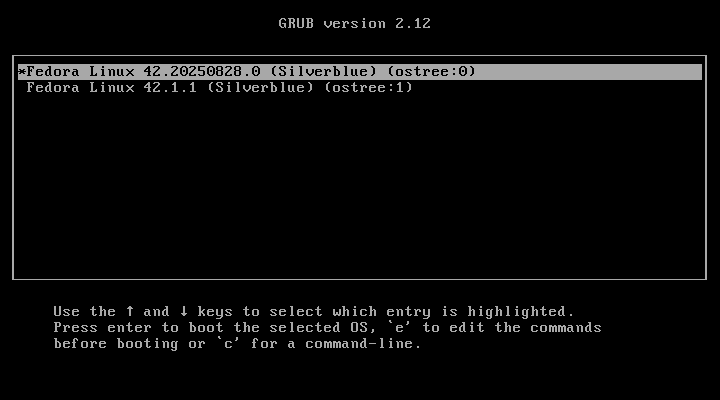 GRUB version 2.12
*Fedora Linux 42.20250828.0 (Silverblue) (ostree:0)
Fedora Linux 42.1.1 (Silverblue) (ostree:1)
Use the ↑ and ↓ keys to select which entry is highlighted.
Press enter to boot the selected OS, `e' to edit the commands
before booting or `c' for a command-line.